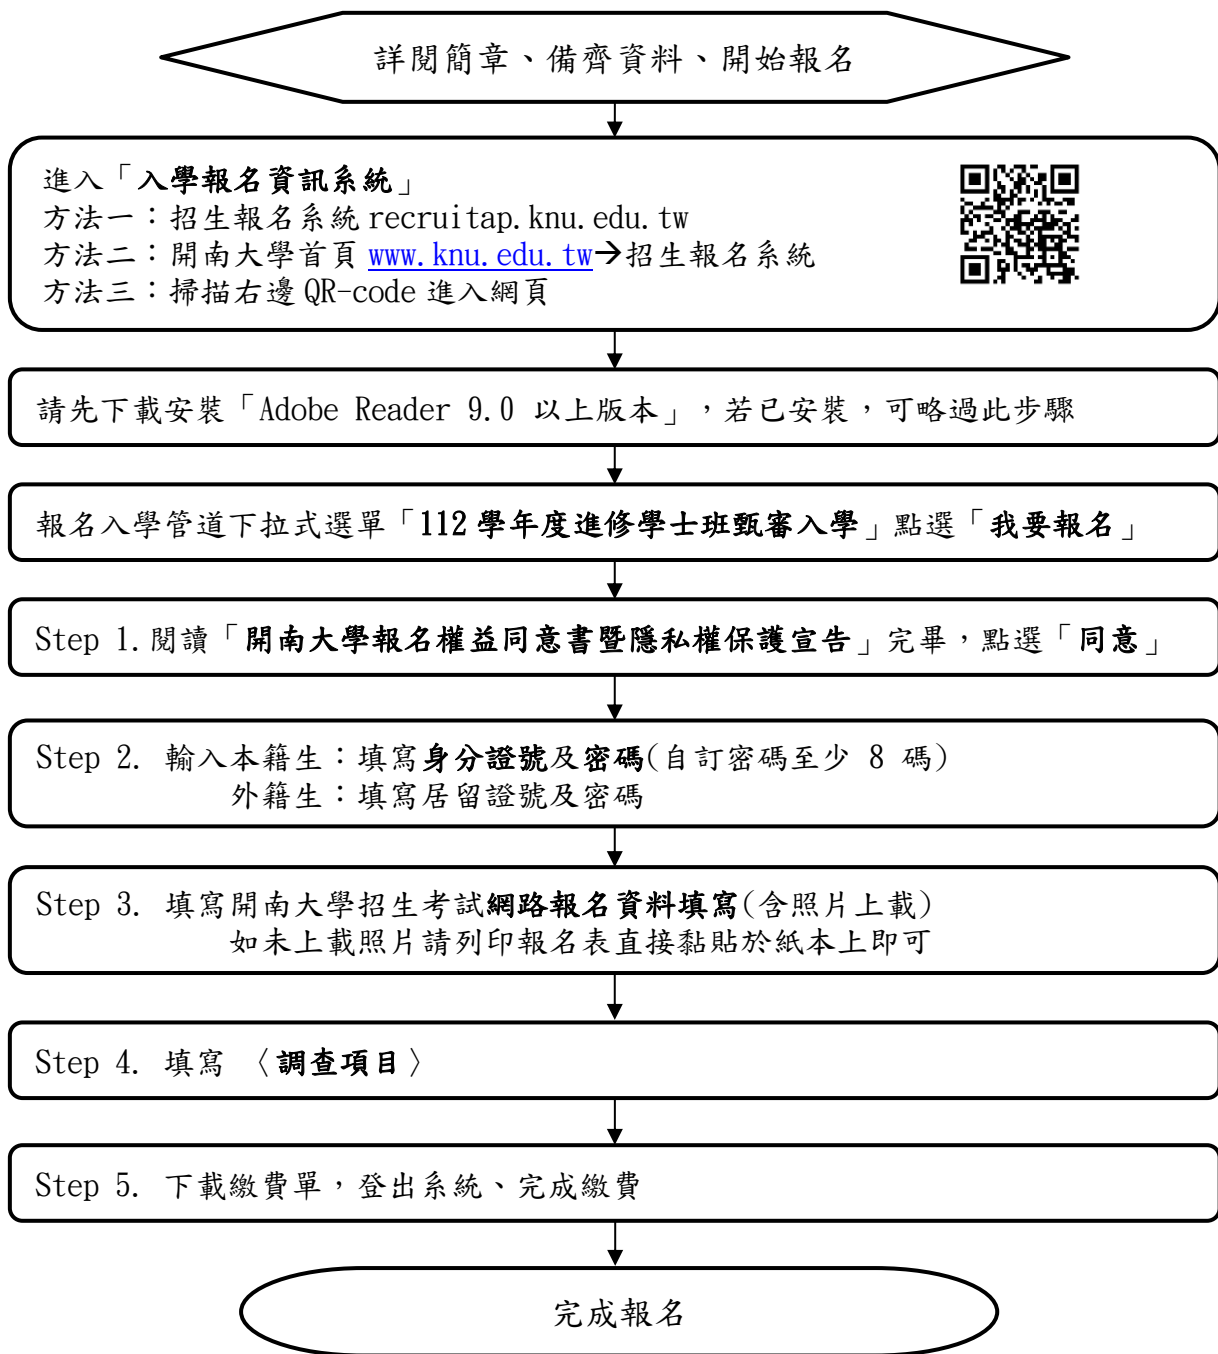 詳閱簡章、備齊資料、開始報名
進入「入學報名資訊系統」
方法一：招生報名系統 recruitap.knu.edu.tw
方法二：開南大學首頁 www.knu.edu.tw→招生報名系統
方法三：掃描右邊 QR-code 進入網頁
請先下載安裝「Adobe Reader 9.0 以上版本」，若已安裝，可略過此步驟
報名入學管道下拉式選單「112 學年度進修學士班甄審入學」點選「我要報名」
Step 1.閱讀「開南大學報名權益同意書暨隱私權保護宣告」完畢，點選「同意」
Step 2. 輸入本籍生：填寫身分證號及密碼(自訂密碼至少 8 碼)
外籍生：填寫居留證號及密碼
Step 3. 填寫開南大學招生考試網路報名資料填寫(含照片上載)
如未上載照片請列印報名表直接黏貼於紙本上即可
Step 4. 填寫 〈調查項目〉
Step 5. 下載繳費單，登出系統、完成繳費
完成報名